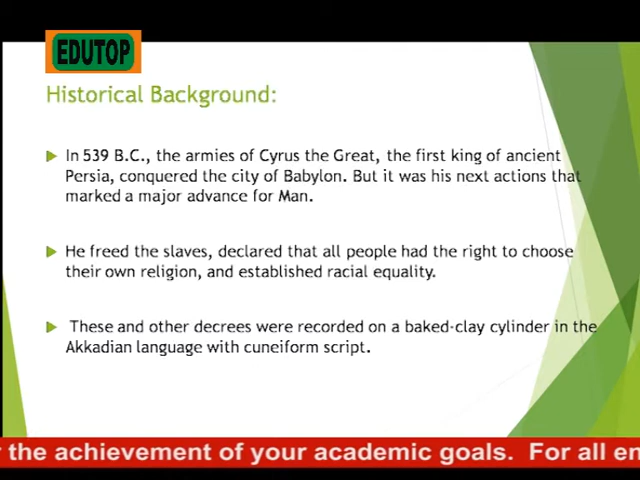 EDUTOP
Historical Background:
In 539 B.C., the armies of Cyrus the Great, the first king of ancient
Persia, conquered the city of Babylon. But it was his next actions that
marked a major advance for Man.
He freed the slaves, declared that all people had the right to choose
their own religion, and established racial equality.
These and other decrees were recorded on a baked-clay cylinder in the
Akkadian language with cuneiform script.
the achievement of your academic goals. For all